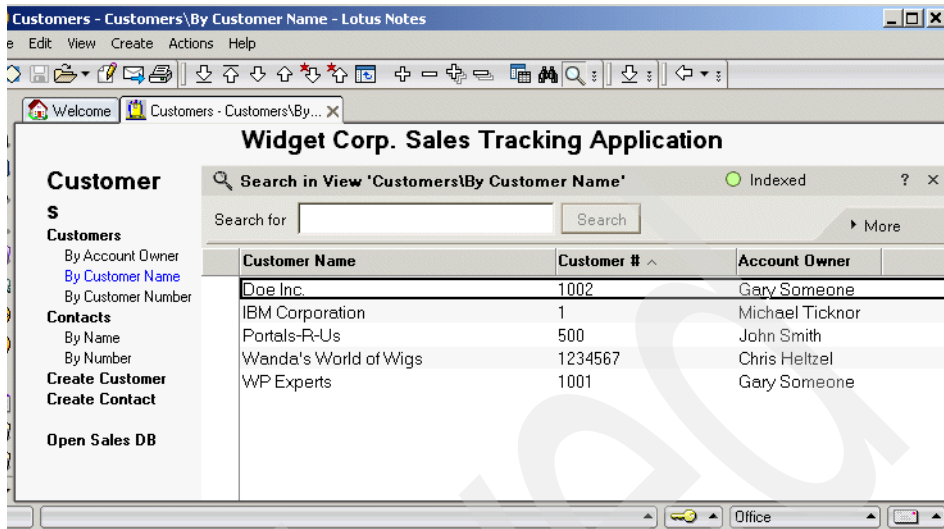 Customers - Customers\By Customer Name - Lotus Notes
e Edit View Create Actions Help
Welcome Customers - Customers\By...
Widget Corp. Sales Tracking Application
Customer
s
Customers
By Account Owner
By Customer Name
By Customer Number
Contacts
By Name
By Number
Create Customer
Create Contact
Open Sales DB
Search in View 'Customers\By Customer Name' Indexed ? ×
Search for Search
More
Customer Name Customer # Account Owner
Doe Inc. 1002 Gary Someone
IBM Corporation 1 Michael Ticknor
Portals-R-Us 500 John Smith
Wanda's World of Wigs 1234567 Chris Heltzel
WP Experts 1001 Gary Someone
Office